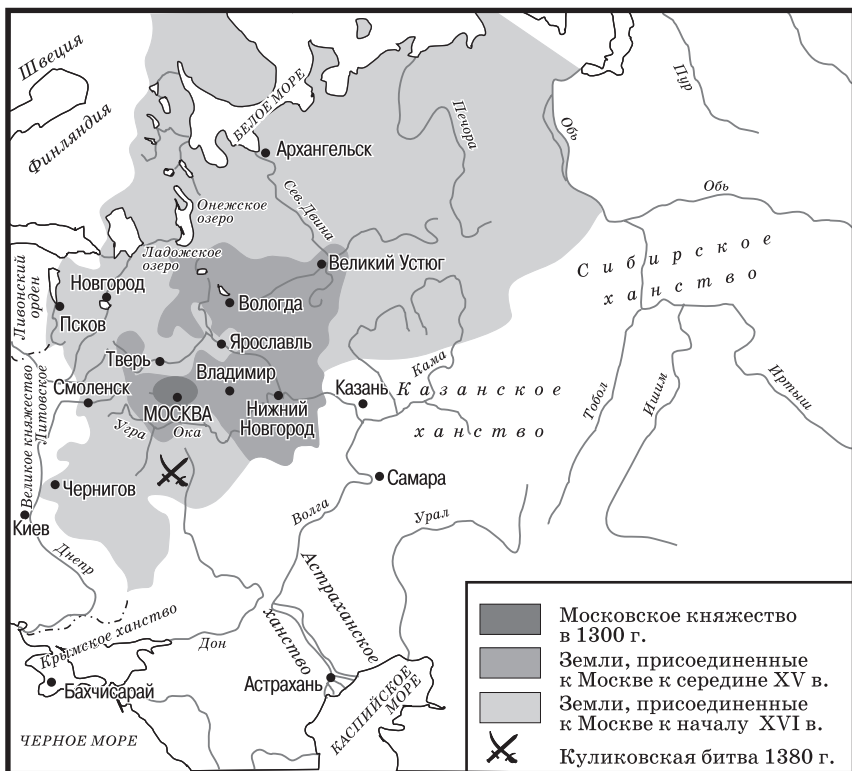 Швеция
Финляндия
БЕЛОЕ МОРЕ
Архангельск
Печора
Обь
Пур
Обь
Онежское
озеро
Сев. Двина
Ладожское
озеро
Великий Устюг
Сибирское
ханство
Ливонский
орден
Новгород
Псков
Вологда
Ярославль
Тверь
Владимир
Смоленск
МОСКВА
Нижний
Новгород
Казань
Кама
Казанское
ханство
Тобол
Ишим
Иртыш
Великое княжество
Литовское
Угра
Ока
Чернигов
Киев
Самара
Волга
Урал
Днепр
Астраханское
ханство
Крымское ханство
Дон
Бахчисарай
Астрахань
КАСПИЙСКОЕ
МОРЕ
ЧЕРНОЕ МОРЕ
Московское княжество
в 1300 г.
Земли, присоединенные
к Москве к середине XV в.
Земли, присоединенные
к Москве к началу XVI в.
Куликовская битва 1380 г.